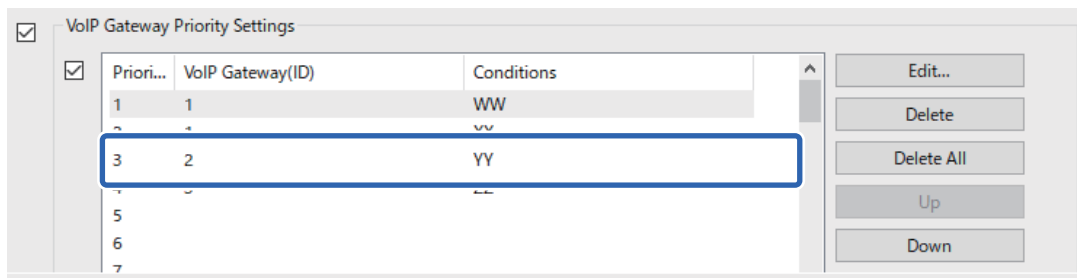 VoIP Gateway Priority Settings
Priori... VoIP Gateway(ID) Conditions
1 1 WW
3 2 YY
5
6
7
Edit...
Delete
Delete All
Up
Down